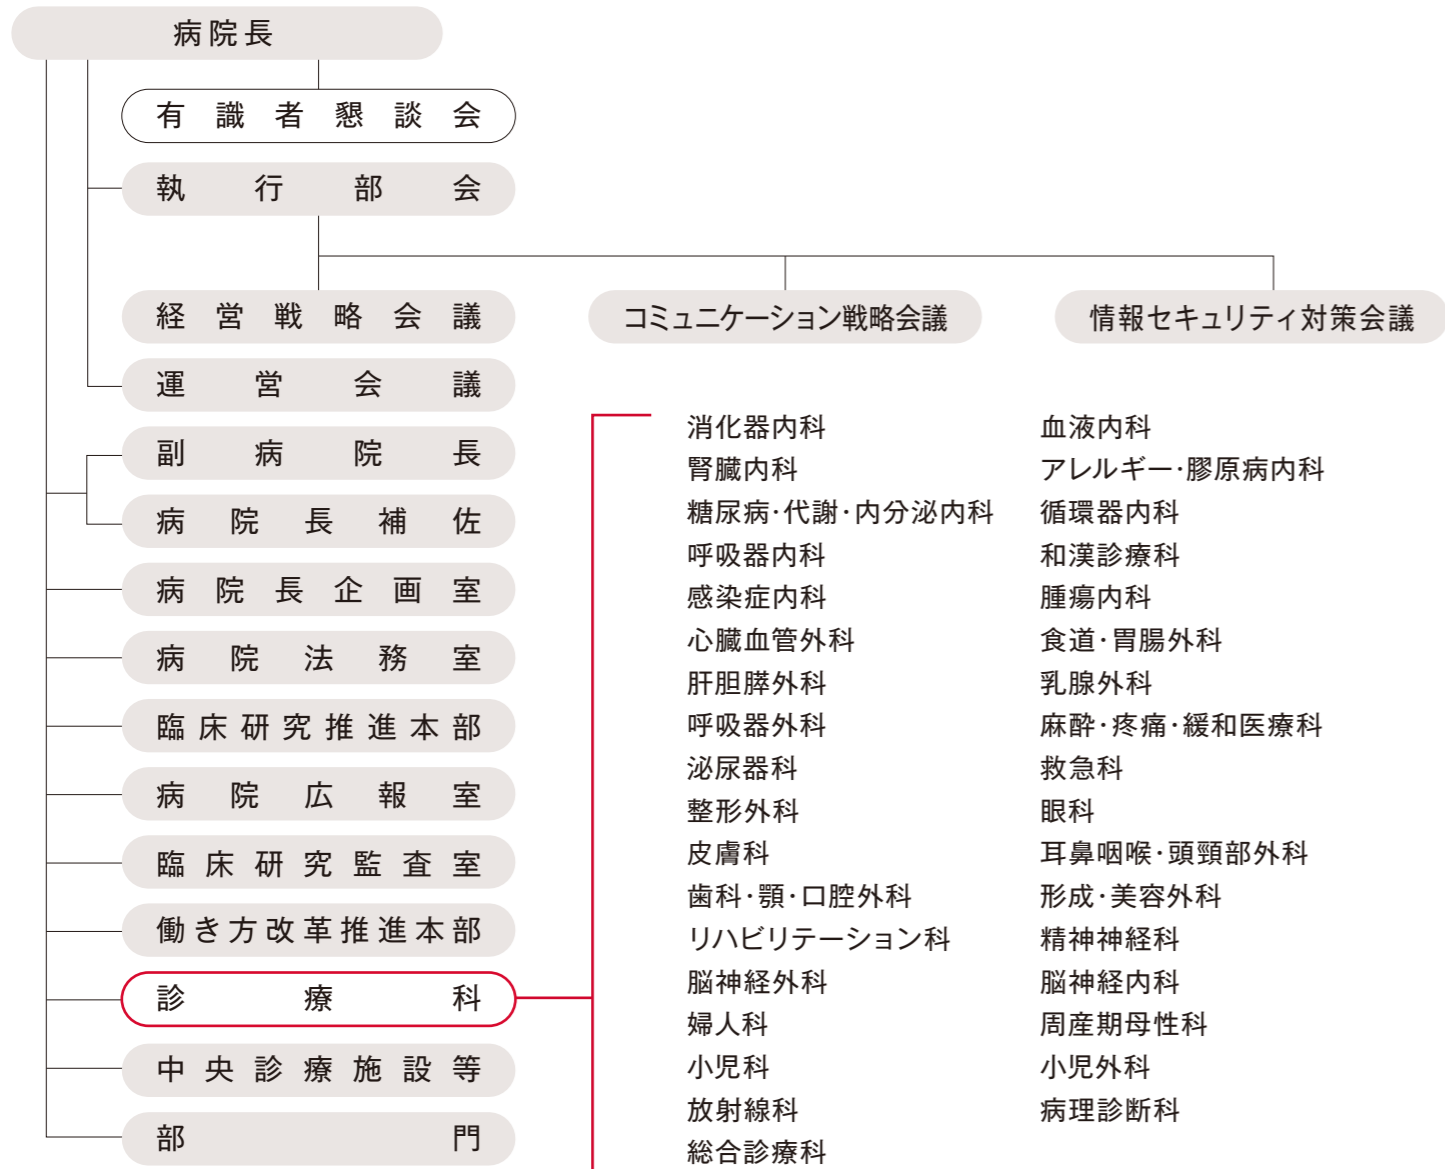 病院長
有識者懇談会
執行部会
経営戦略会議
コミュニケーション戦略会議
情報セキュリティ対策会議
運営会議
副病院長
病院長補佐
病院長企画室
病院法務室
臨床研究推進本部
病院広報室
臨床研究監査室
働き方改革推進本部
診療科
中央診療施設等
部門
消化器内科
腎臓内科
糖尿病・代謝・内分泌内科
呼吸器内科
感染症内科
心臓血管外科
肝胆膵外科
呼吸器外科
泌尿器科
整形外科
皮膚科
歯科・顎・口腔外科
リハビリテーション科
脳神経外科
婦人科
小児科
放射線科
総合診療科
血液内科
アレルギー・膠原病内科
循環器内科
和漢診療科
腫瘍内科
食道・胃腸外科
乳腺外科
麻酔・疼痛・緩和医療科
救急科
眼科
耳鼻咽喉・頭頸部外科
形成・美容外科
精神神経科
脳神経内科
周産期母性科
小児外科
病理診断科